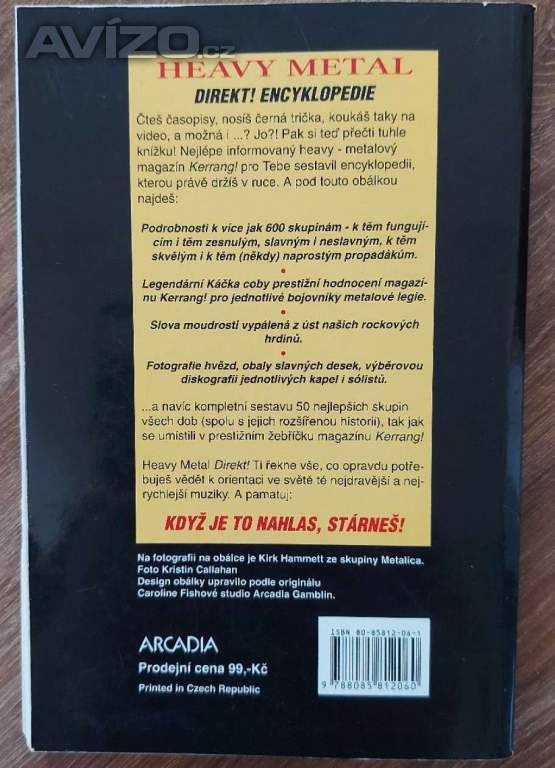 AVÍZO.cz
HEAVY METAL
DIREKT! ENCYKLOPEDIE
Čteš časopisy, nosíš černá trička, koukáš taky na
video, a možná i ...? Jo?! Pak si teď přečti tuhle
knížku! Nejlépe informovaný heavy - metalový
magazín Kerrang! pro Tebe sestavil encyklopedii,
kterou právě držíš v ruce. A pod touto obálkou
najdeš:
Podrobnosti k více jak 600 skupinám - k těm fungují-
cím i těm zesnulým, slavným i neslavným, k těm
skvělým i k těm (někdy) naprostým propadákům.
•
Legendární Káčka coby prestižní hodnocení magazí-
nu Kerrang! pro jednotlivé bojovníky metalové legie.
•
Slova moudrosti vypálená z úst našich rockových
hrdinů.
•
Fotografie hvězd, obaly slavných desek, výběrovou
diskografii jednotlivých kapel i sólistů.
...a navíc kompletní sestavu 50 nejlepších skupin
všech dob (spolu s jejich rozšířenou historií), tak jak
se umístili v prestižním žebříčku magazínu Kerrang!
Heavy Metal Direkt! Ti řekne vše, co opravdu potře-
buješ vědět k orientaci ve světě té nejdravější a nej-
rychlejší muziky. A pamatuj:
KDYŽ JE TO NAHLAS, STÁRNEŠ!
Na fotografii na obálce je Kirk Hammett ze skupiny Metalica.
Foto Kristin Callahan
Design obálky upravilo podle originálu
Caroline Fishové studio Arcadia Gamblin.
ARCADIA
Prodejní cena 99,-Kč
Printed in Czech Republic
ISBN 80-85812-06-1
9 788085 812060